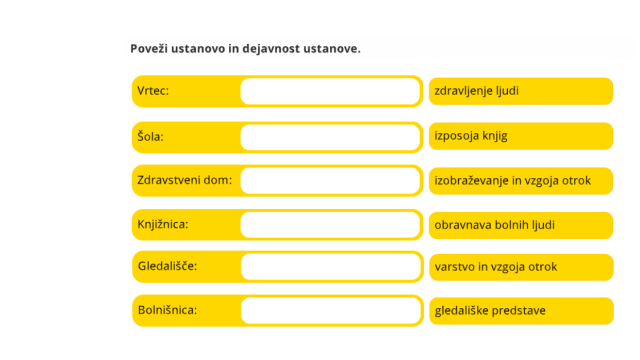 Poveži ustanovo in dejavnost ustanove.
Vrtec: zdravljenje ljudi
Šola: izposoja knjig
Zdravstveni dom: izobraževanje in vzgoja otrok
Knjižnica: obravnava bolnih ljudi
Gledališče: varstvo in vzgoja otrok
Bolnišnica: gledališke predstave